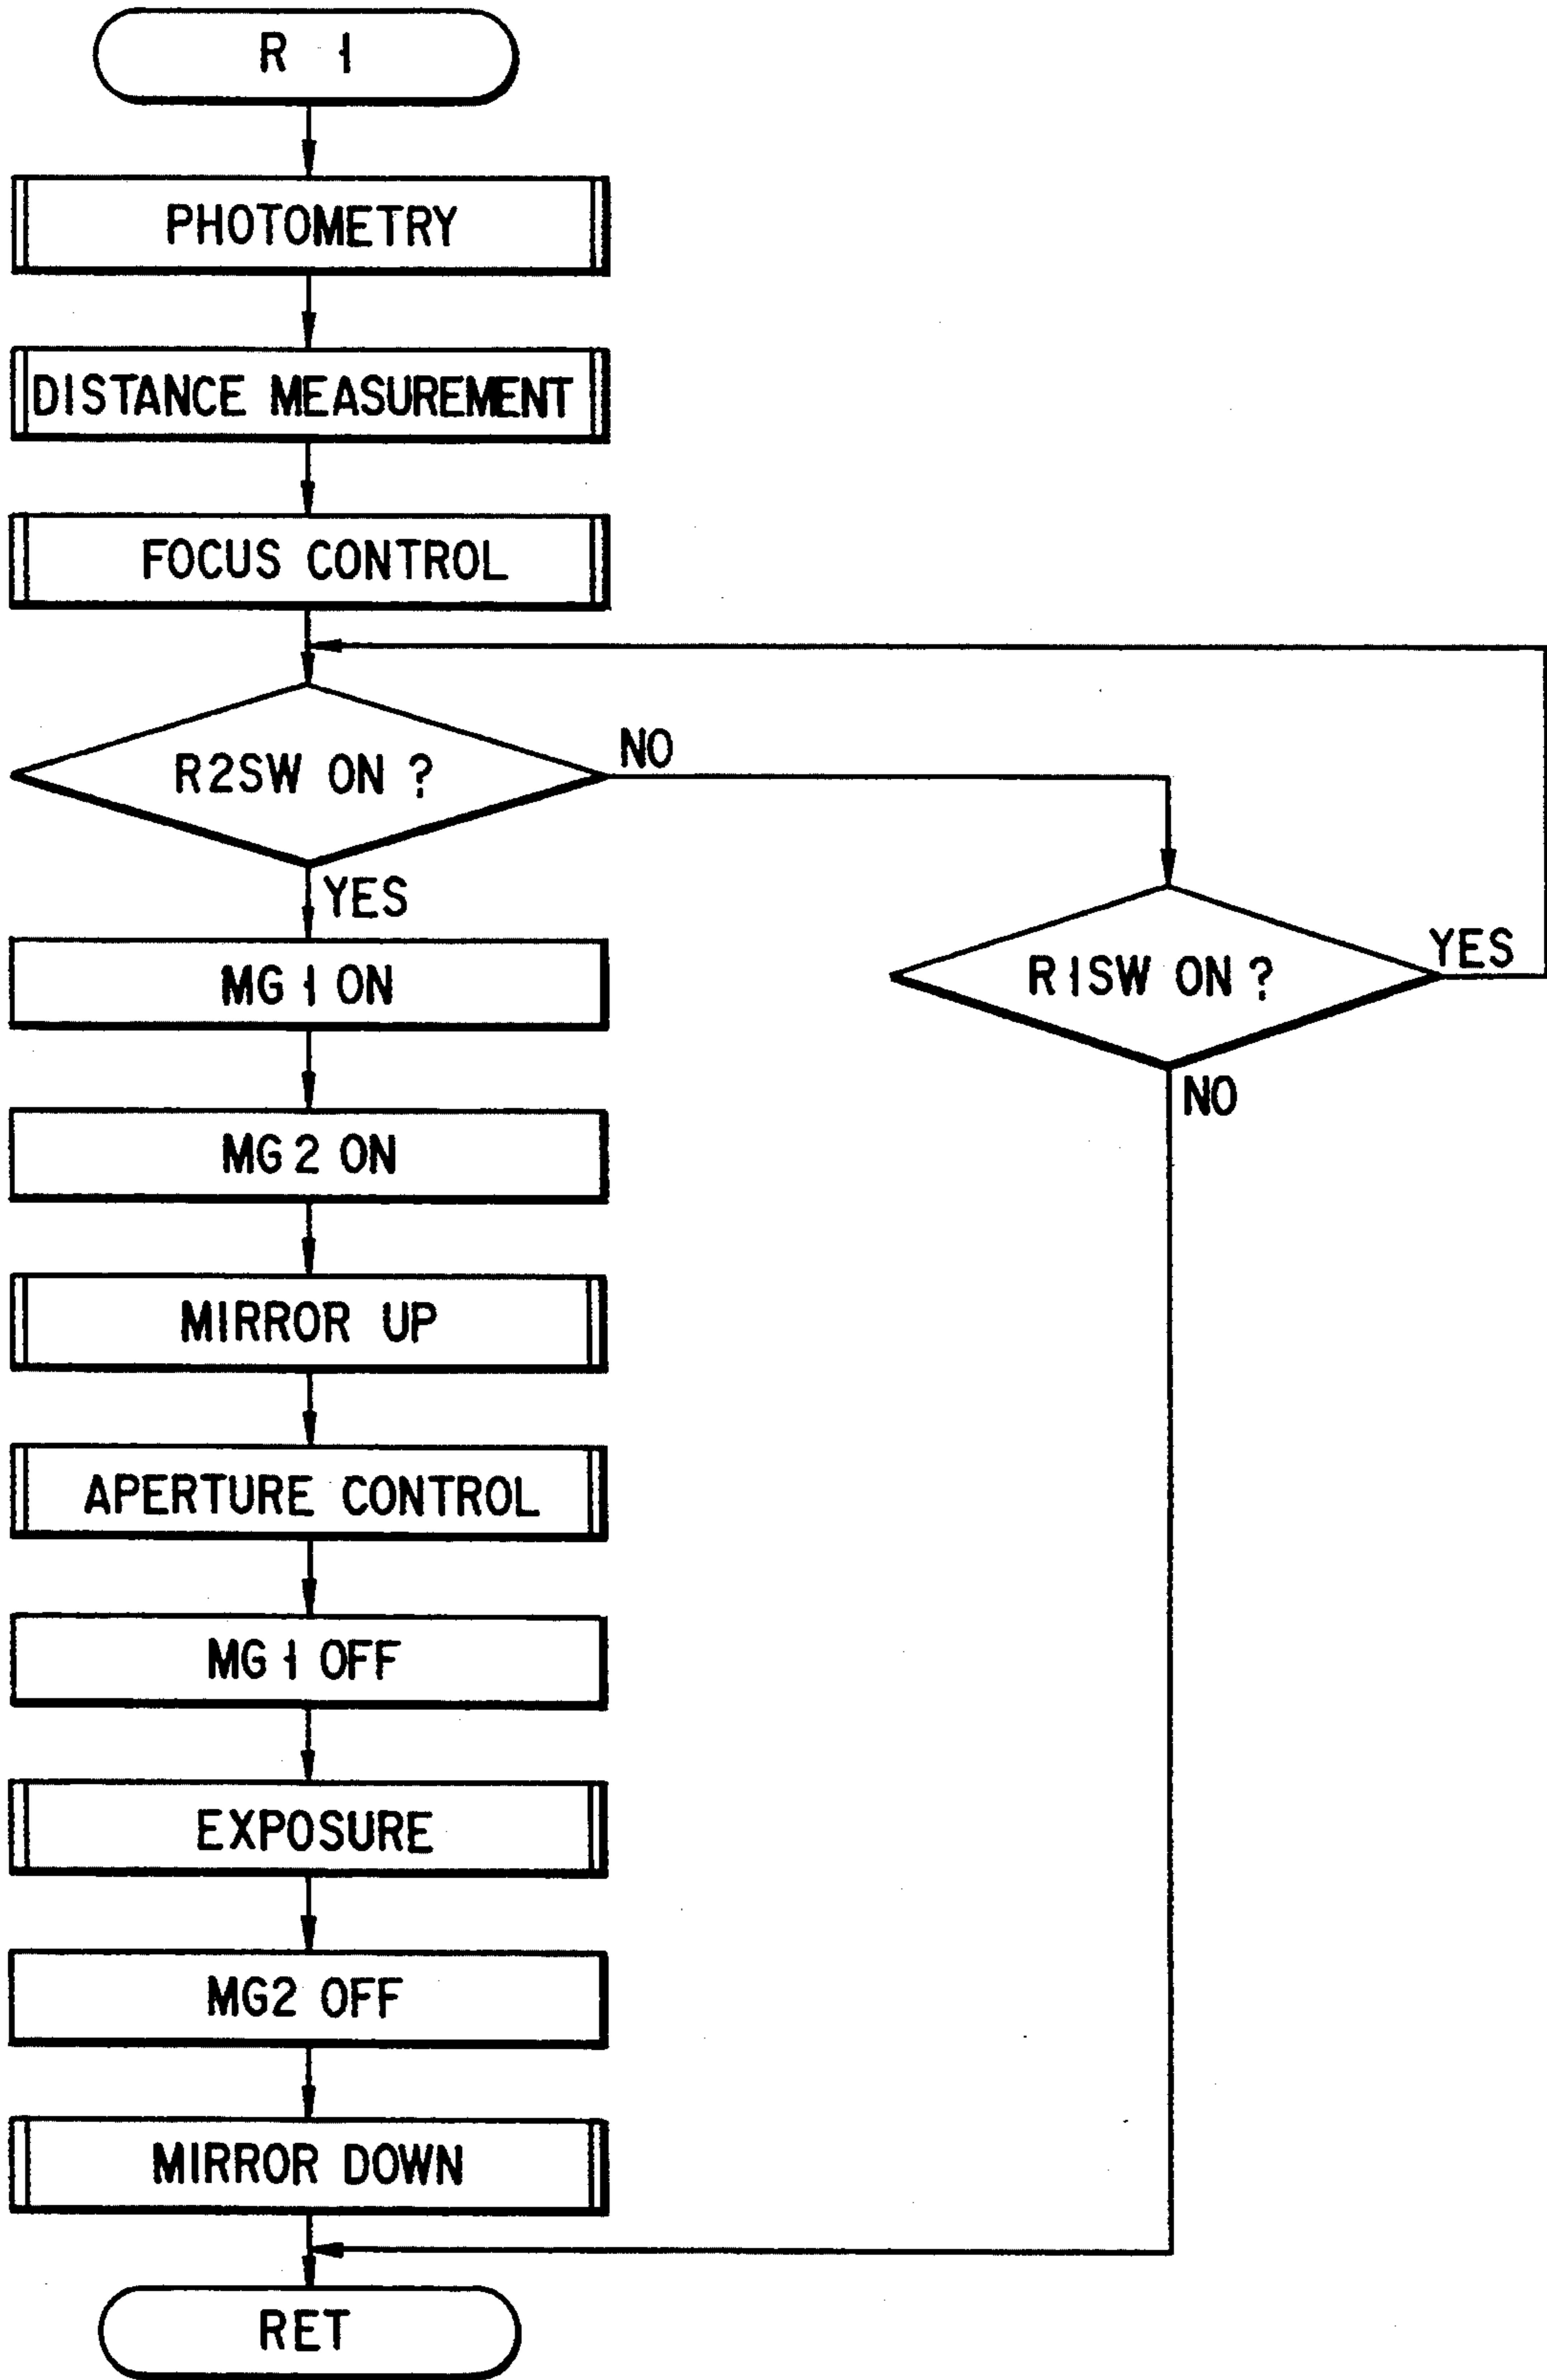 R 1
PHOTOMETRY
DISTANCE MEASUREMENT
FOCUS CONTROL
R2SW ON ?
NO
YES
R1SW ON ?
YES
NO
MG 1 ON
MG 2 ON
MIRROR UP
APERTURE CONTROL
MG 1 OFF
EXPOSURE
MG2 OFF
MIRROR DOWN
RET